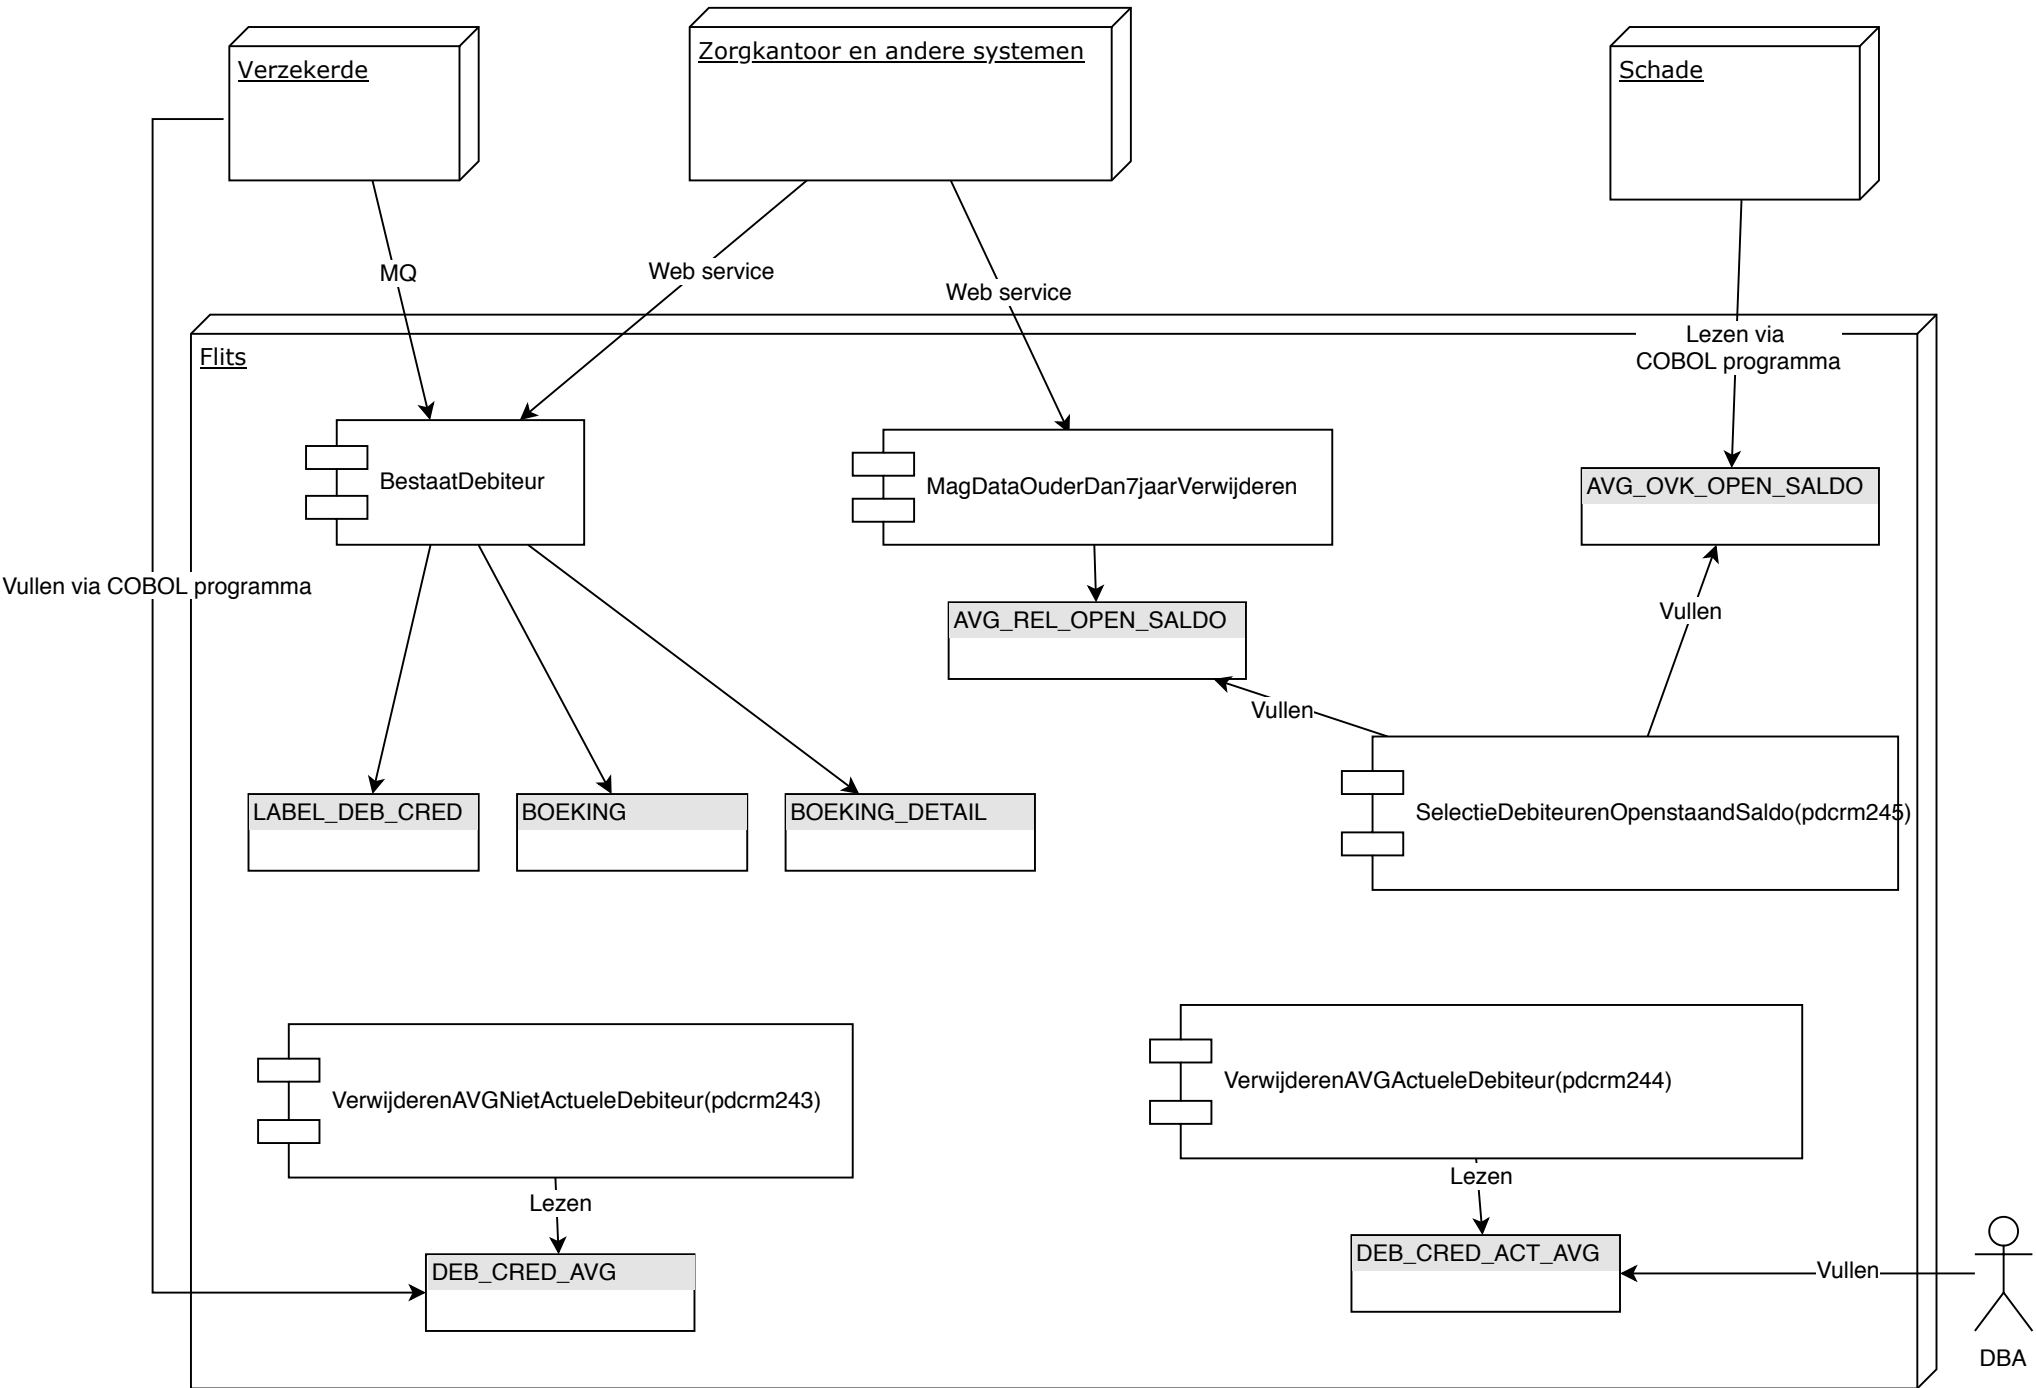 Verzekerde
Zorgkantoor en andere systemen
Schade
MQ
Web service
Web service
Lezen via
COBOL programma
Flits
BestaatDebiteur
MagDataOuderDan7jaarVerwijderen
AVG_OVK_OPEN_SALDO
Vullen via COBOL programma
AVG_REL_OPEN_SALDO
Vullen
Vullen
LABEL_DEB_CRED
BOEKING
BOEKING_DETAIL
SelectieDebiteurenOpenstaandSaldo(pdcrm245)
VerwijderenAVGNietActueleDebiteur(pdcrm243)
VerwijderenAVGActueleDebiteur(pdcrm244)
Lezen
Lezen
DEB_CRED_AVG
DEB_CRED_ACT_AVG
Vullen
DBA